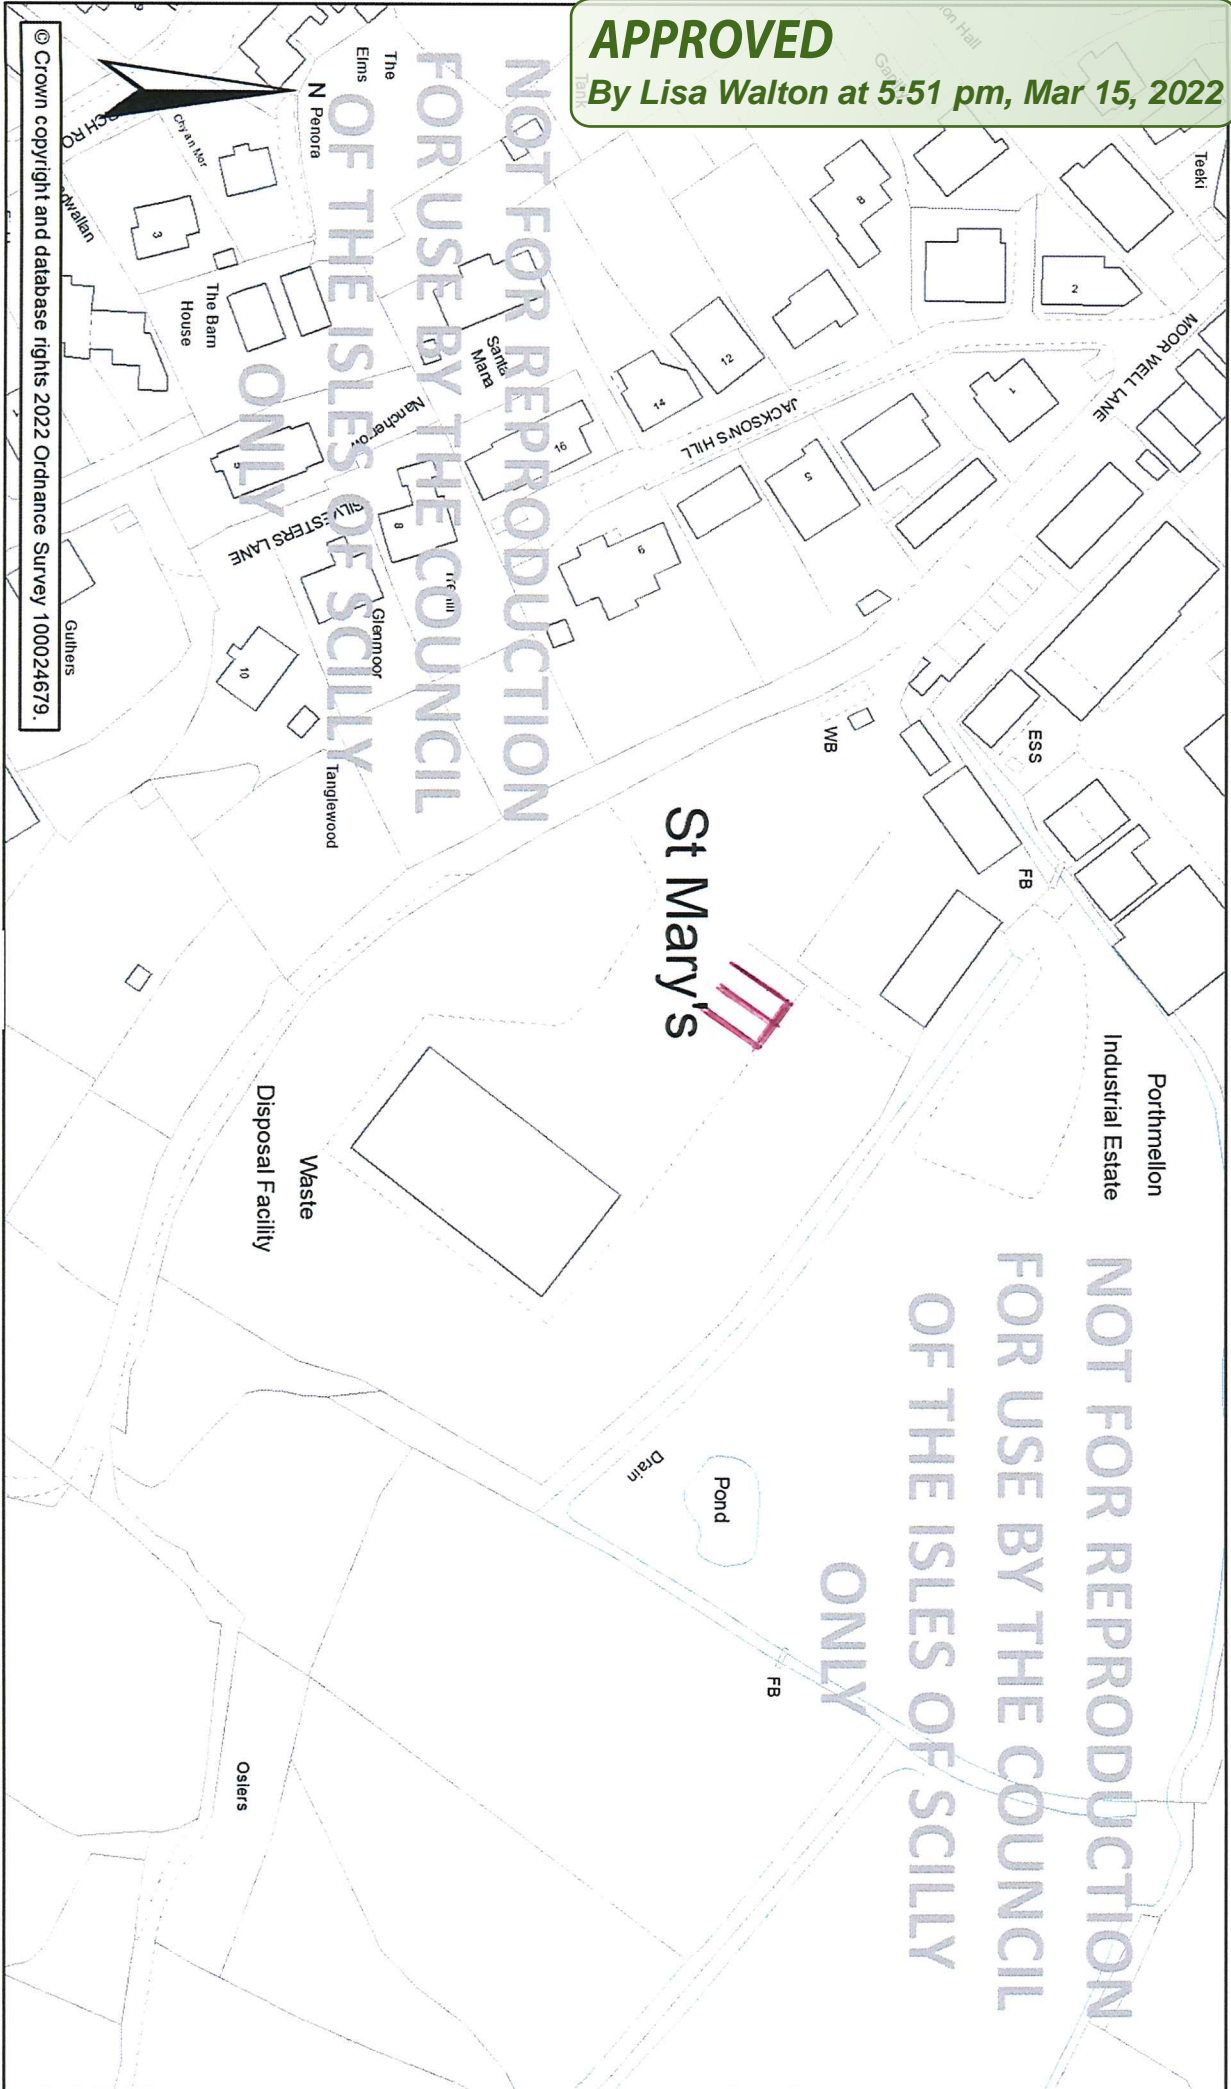 APPROVED
By Lisa Walton at 5:51 pm, Mar 15, 2022
Tank
Teeki
MOOR WELL LANE
2
8
1
12
14
JACKSON'S HILL
5
16
6
The
Elms
N
Penora
Chy an Mor
3
The Barn
House
Santa
Maria
Nancherrow
SILVESTERS LANE
8
Glenmoor
10
Tanglewood
Guthers
WB
ESS
FB
St Mary's
Porthmellon
Industrial Estate
Waste
Disposal Facility
Drain
Pond
FB
Osiers
NOT FOR REPRODUCTION
FOR USE BY THE COUNCIL
OF THE ISLES OF SCILLY
ONLY
NOT FOR REPRODUCTION
FOR USE BY THE COUNCIL
OF THE ISLES OF SCILLY
ONLY
© Crown copyright and database rights 2022 Ordnance Survey 100024679.